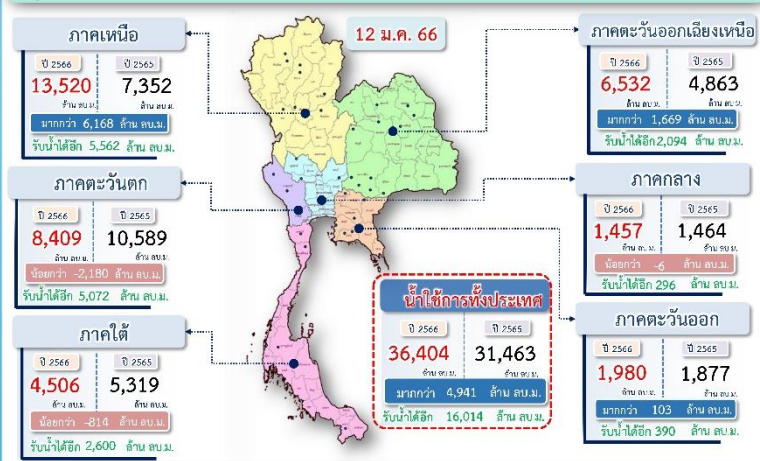 12 ม.ค. 66
ภาคเหนือ
ปี 2566 ปี 2565
13,520 7,352
ล้าน ลบ.ม. ล้าน ลบ.ม.
มากกว่า 6,168 ล้าน ลบ.ม.
รับน้ำได้อีก 5,562 ล้าน ลบ.ม.
ภาคตะวันออกเฉียงเหนือ
ปี 2566 ปี 2565
6,532 4,863
ล้าน ลบ.ม. ล้าน ลบ.ม.
มากกว่า 1,669 ล้าน ลบ.ม.
รับน้ำได้อีก 2,094 ล้าน ลบ.ม.
ภาคตะวันตก
ปี 2566 ปี 2565
8,409 10,589
ล้าน ลบ.ม. ล้าน ลบ.ม.
น้อยกว่า -2,180 ล้าน ลบ.ม.
รับน้ำได้อีก 5,072 ล้าน ลบ.ม.
ภาคกลาง
ปี 2566 ปี 2565
1,457 1,464
ล้าน ลบ.ม. ล้าน ลบ.ม.
น้อยกว่า -6 ล้าน ลบ.ม.
รับน้ำได้อีก 296 ล้าน ลบ.ม.
ภาคใต้
ปี 2566 ปี 2565
4,506 5,319
ล้าน ลบ.ม. ล้าน ลบ.ม.
น้อยกว่า -814 ล้าน ลบ.ม.
รับน้ำได้อีก 2,600 ล้าน ลบ.ม.
น้ำใช้การทั้งประเทศ
ปี 2566 ปี 2565
36,404 31,463
ล้าน ลบ.ม. ล้าน ลบ.ม.
มากกว่า 4,941 ล้าน ลบ.ม.
รับน้ำได้อีก 16,014 ล้าน ลบ.ม.
ภาคตะวันออก
ปี 2566 ปี 2565
1,980 1,877
ล้าน ลบ.ม. ล้าน ลบ.ม.
มากกว่า 103 ล้าน ลบ.ม.
รับน้ำได้อีก 390 ล้าน ลบ.ม.